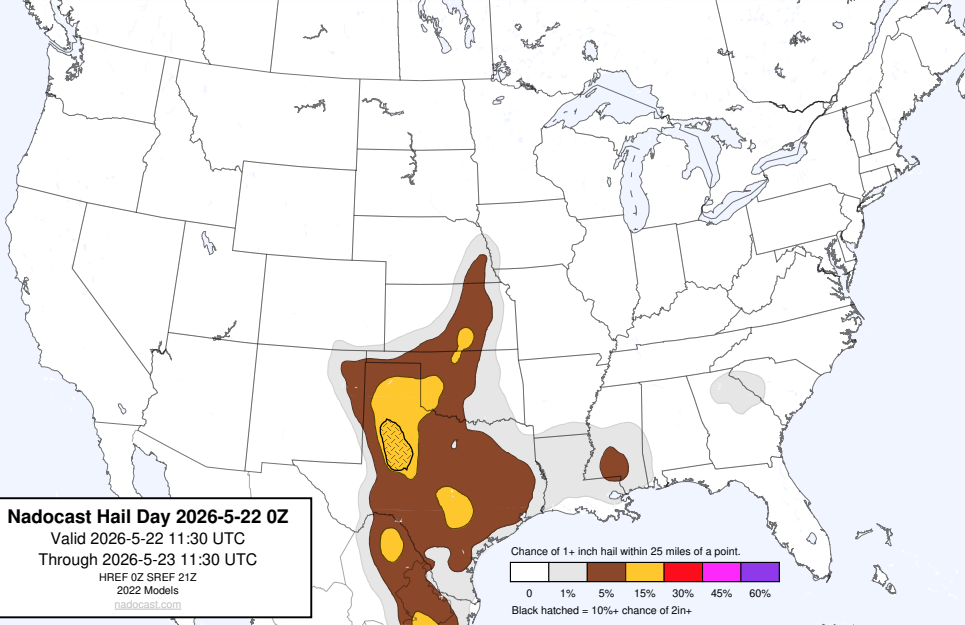 Nadocast Hail Day 2026-5-22 0Z
Valid 2026-5-22 11:30 UTC
Through 2026-5-23 11:30 UTC
HREF 0Z SREF 21Z
2022 Models
nadocast.com
Chance of 1+ inch hail within 25 miles of a point.
0 1% 5% 15% 30% 45% 60%
Black hatched = 10%+ chance of 2in+